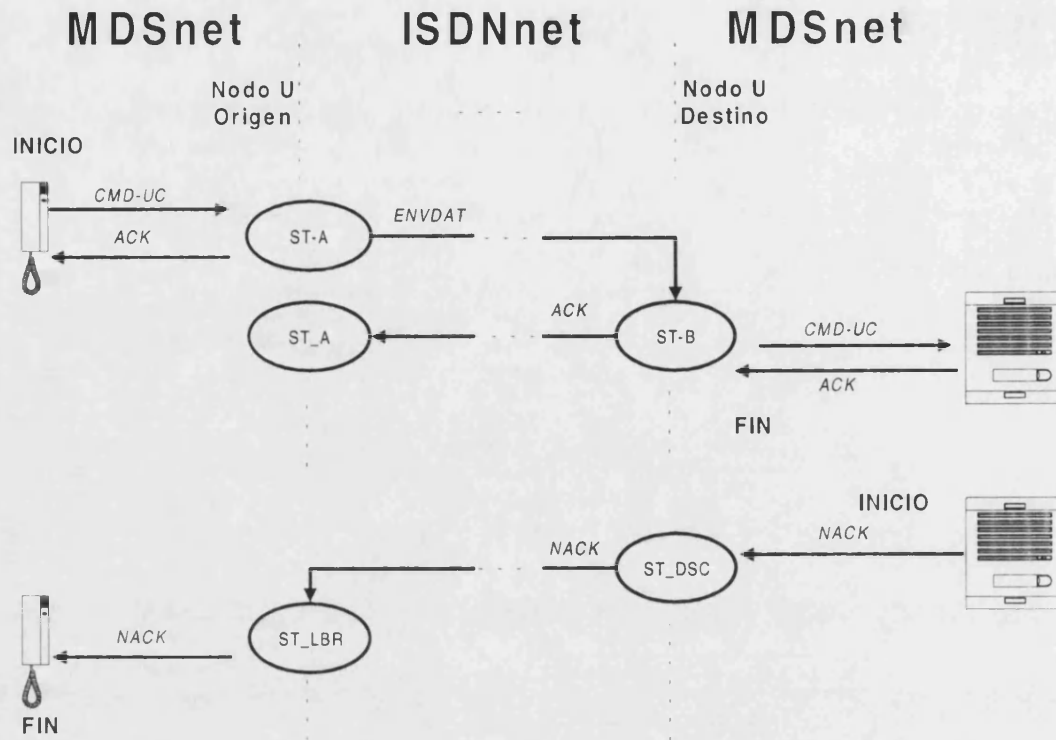 MDSnet ISDNnet MDSnet
Nodo U Origen
Nodo U Destino
INICIO
CMD-UC
ACK
ST-A
ENVDAT
ST_A
ACK
ST-B
CMD-UC
ACK
FIN
INICIO
NACK
ST_DSC
NACK
ST_LBR
NACK
FIN